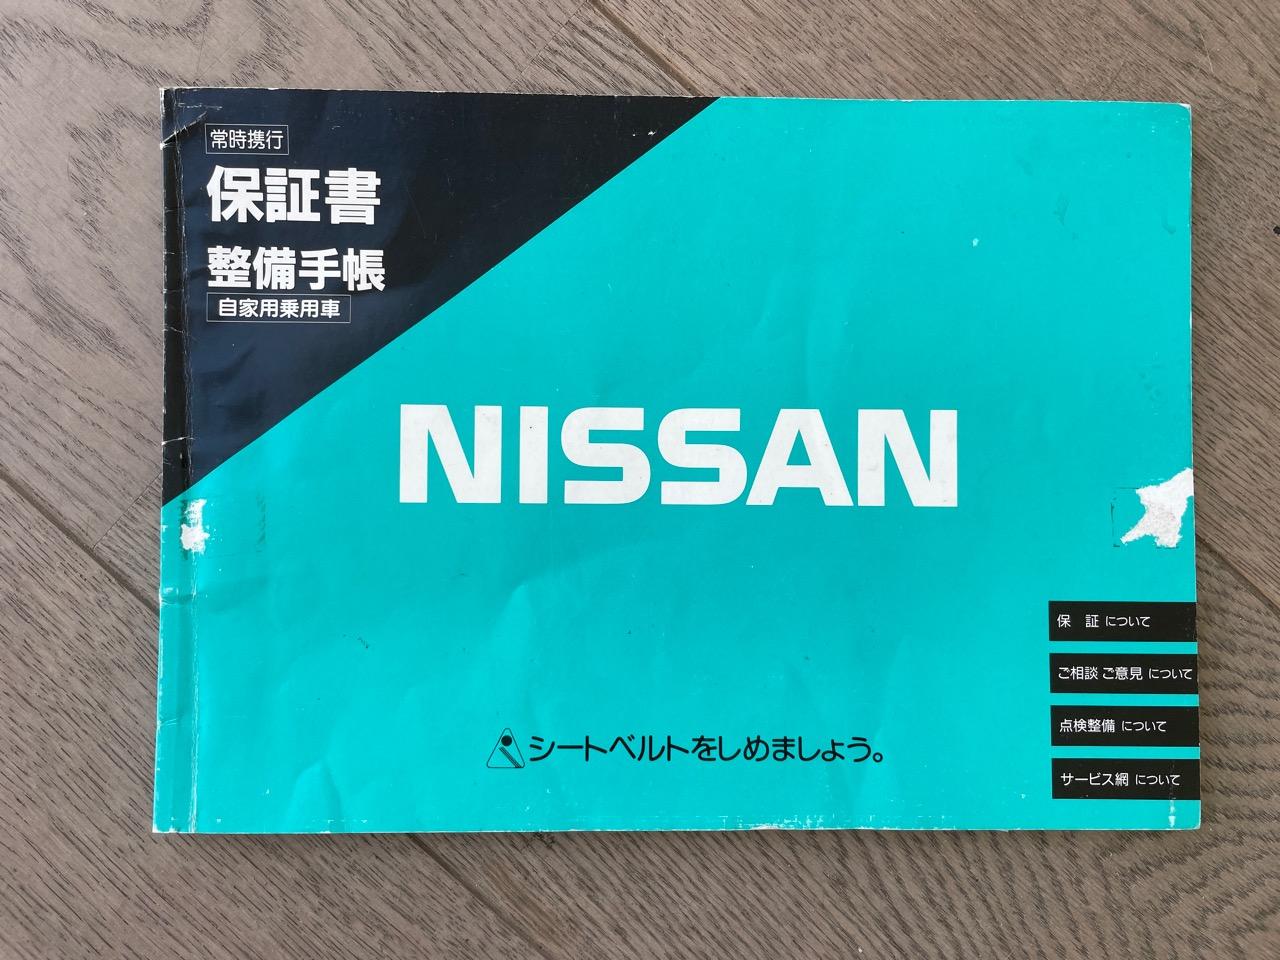 常時携行
保証書
整備手帳
自家用乗用車
NISSAN
保 証 について
ご相談 ご意見 について
点検整備 について
サービス網 について
シートベルトをしめましょう。